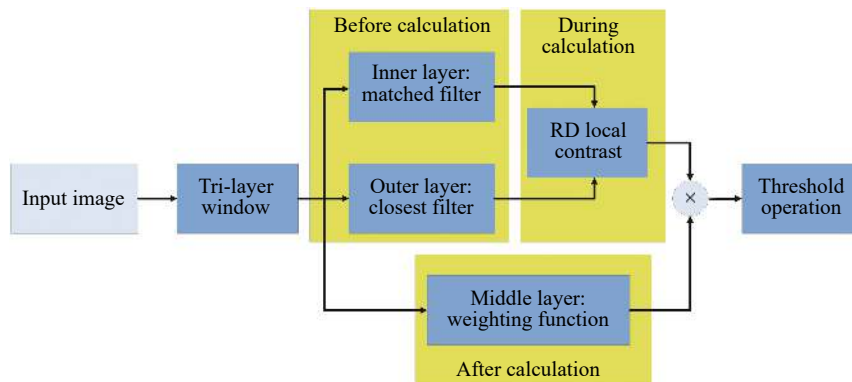 Before calculation
During
calculation
Inner layer:
matched filter
RD local
contrast
Input image
Tri-layer
window
Outer layer:
closest filter
×
Threshold
operation
Middle layer:
weighting function
After calculation